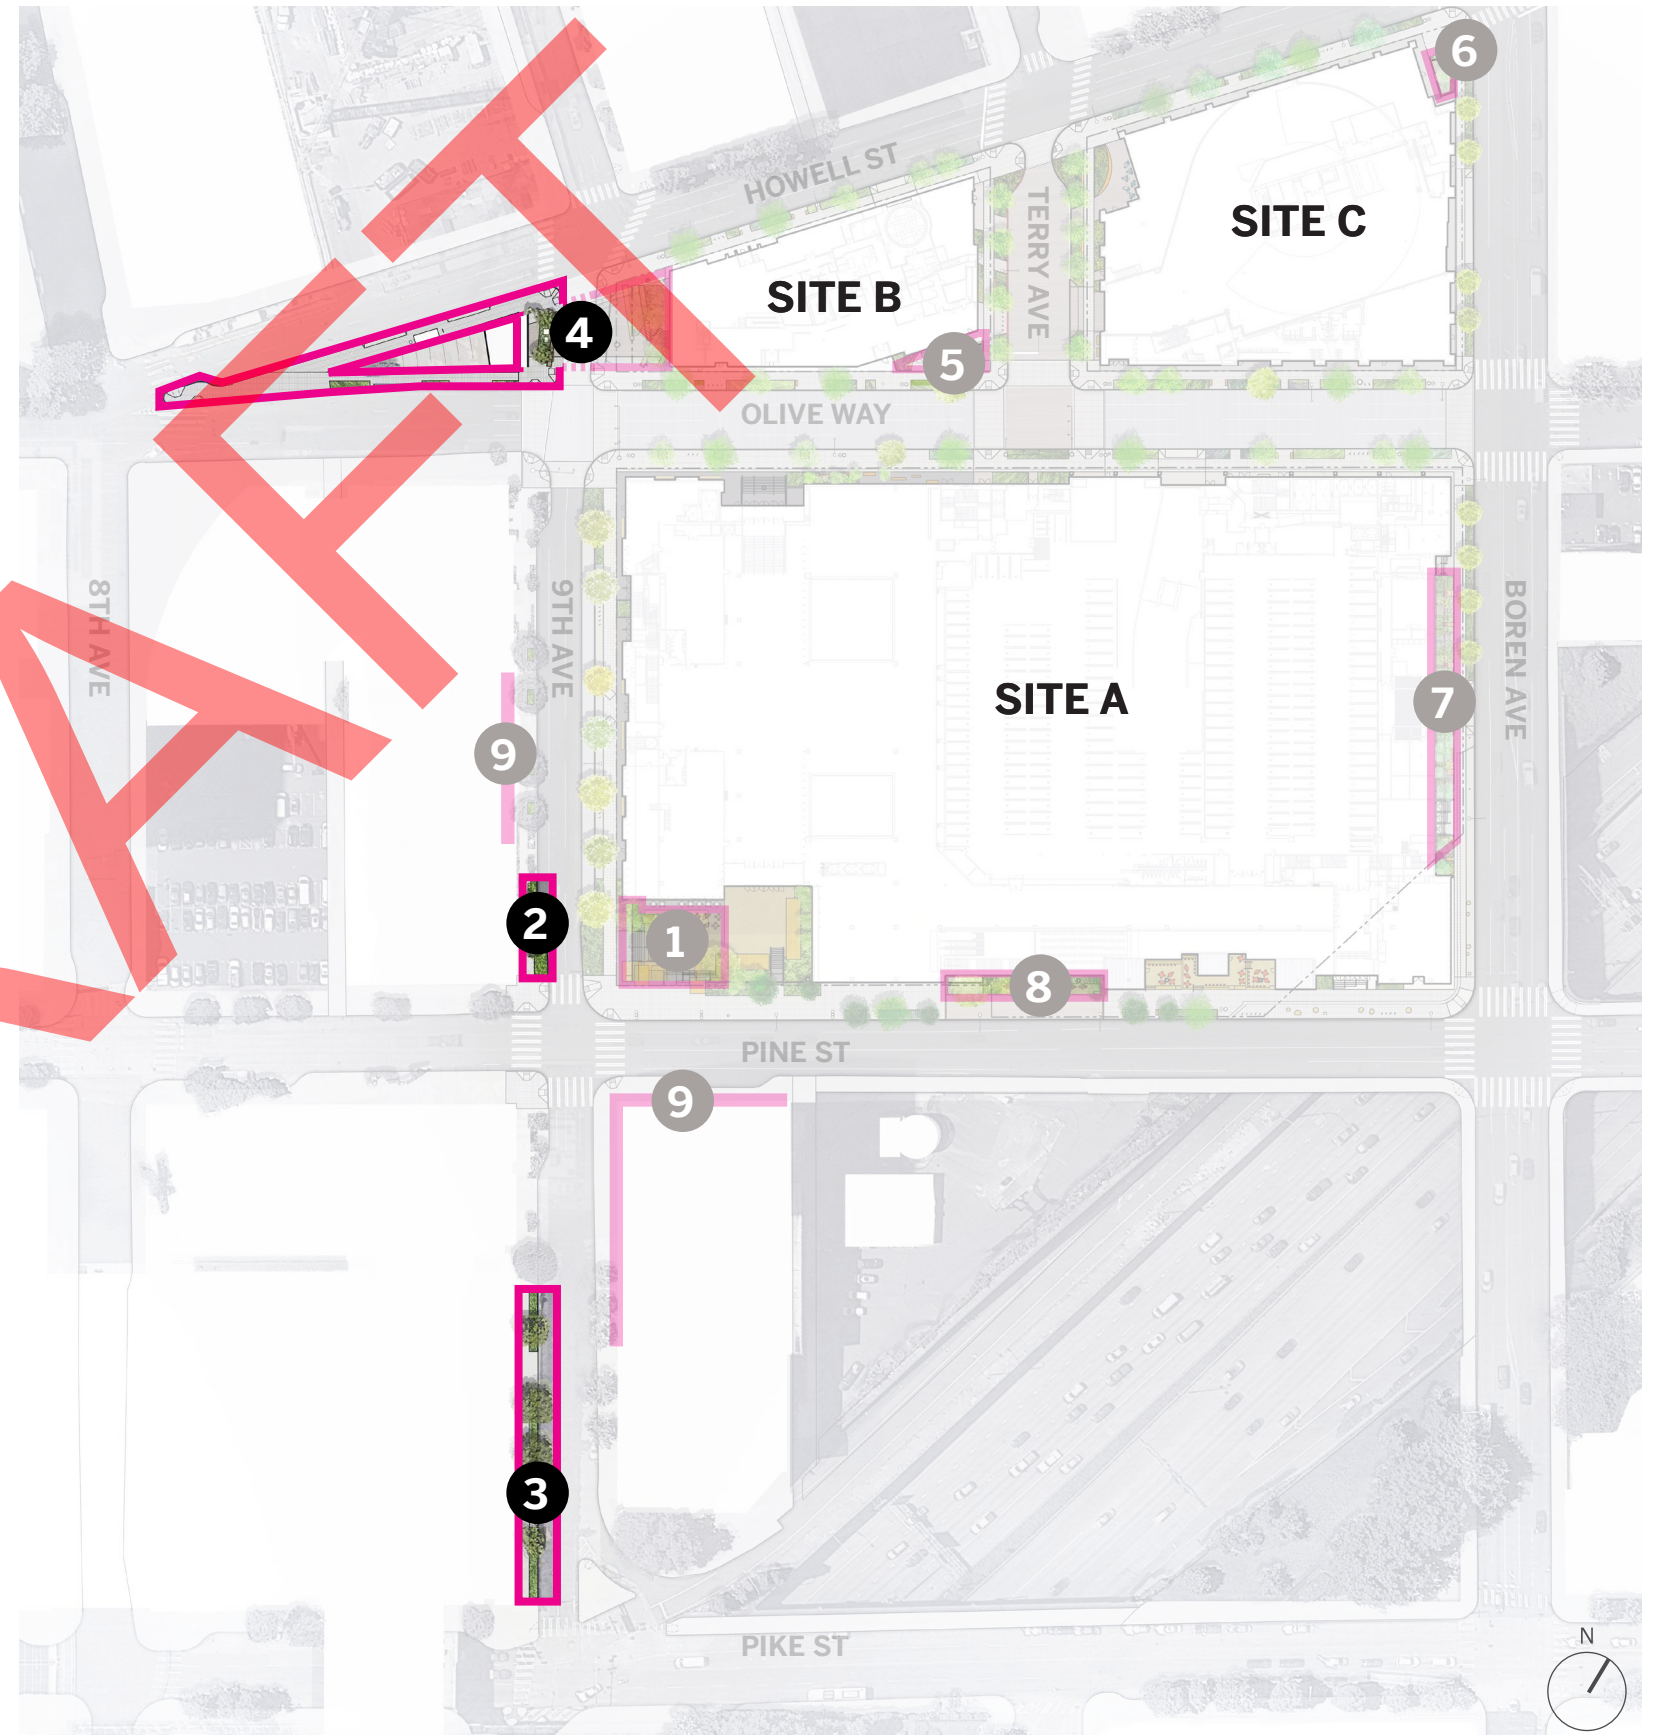 6
HOWELL ST
TERRY AVE
SITE C
SITE B
4
5
OLIVE WAY
8TH AVE
9TH AVE
BOREN AVE
SITE A
7
9
2
1
8
PINE ST
9
3
PIKE ST
N
AFT